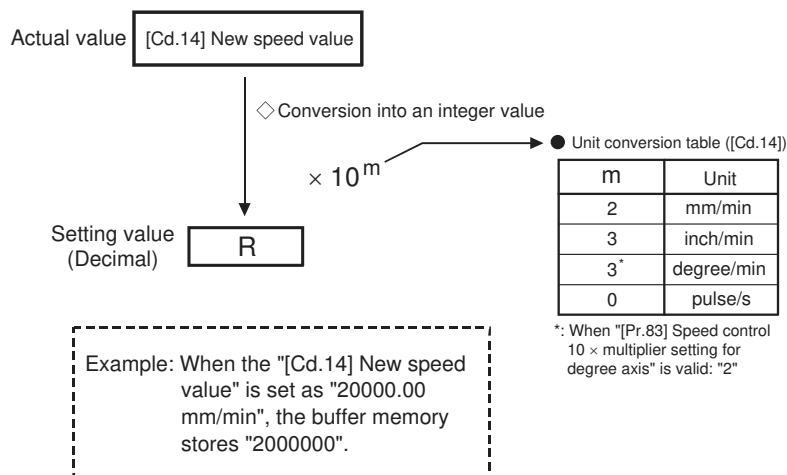 Actual value [Cd.14] New speed value
◇ Conversion into an integer value
× 10^m
● Unit conversion table ([Cd.14])
m Unit
2 mm/min
3 inch/min
3* degree/min
0 pulse/s
*: When "[Pr.83] Speed control
10 × multiplier setting for
degree axis" is valid: "2"
Setting value
(Decimal)
R
Example: When the "[Cd.14] New speed
value" is set as "20000.00
mm/min", the buffer memory
stores "2000000".